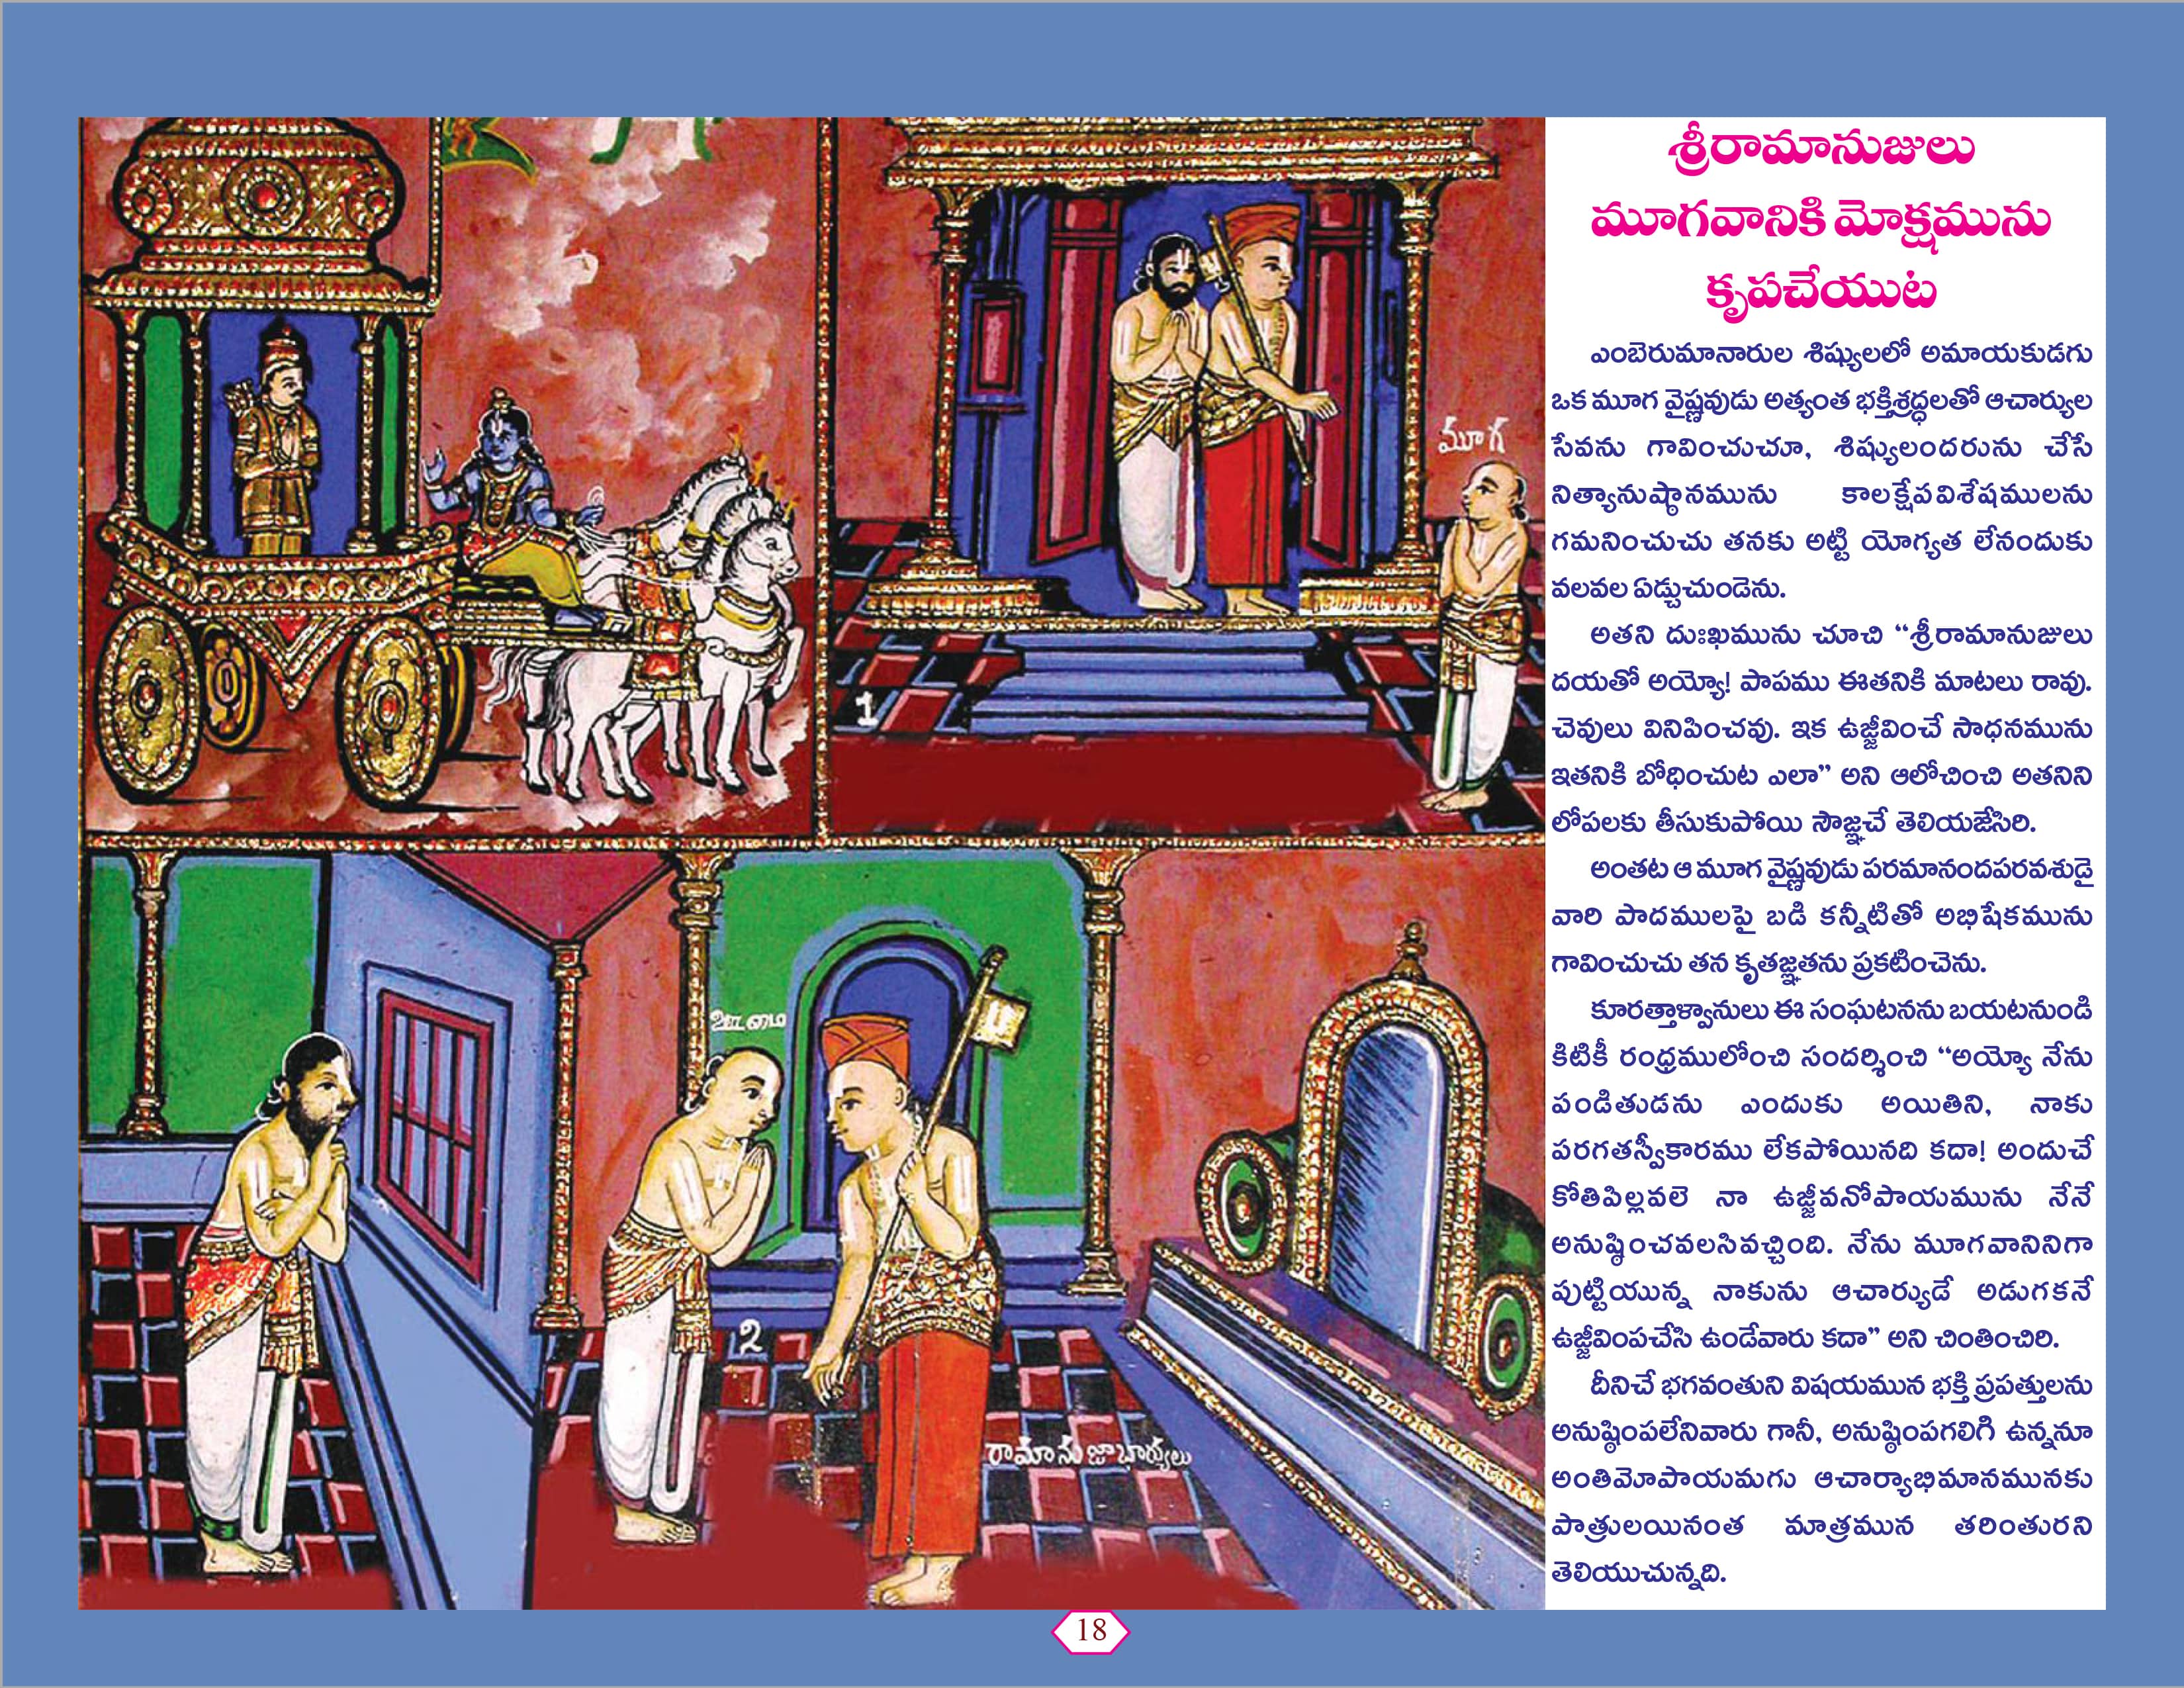 శ్రీరామానుజులు
మూగవానికి మోక్షమును
కృపచేయుట
ఎంబెరుమానారుల శిష్యులలో అమాయకుడగు
ఒక మూగ వైష్ణవుడు అత్యంత భక్తిశ్రద్ధలతో ఆచార్యుల
సేవను గావించుచూ, శిష్యులందరును చేసే
నిత్యానుష్ఠానమును కాలక్షేపవిశేషములను
గమనించుచు తనకు అట్టి యోగ్యత లేనందుకు
వలవల ఏడ్చుచుండెను.
అతని దుఃఖమును చూచి “శ్రీరామానుజులు
దయతో అయ్యో! పాపము ఈతనికి మాటలు రావు.
చెవులు వినిపించవు. ఇక ఉజ్జీవించే సాధనమును
ఇతనికి బోధించుట ఎలా” అని ఆలోచించి అతనిని
లోపలకు తీసుకుపోయి సౌజ్ఞచే తెలియజేసిరి.
అంతట ఆ మూగ వైష్ణవుడు పరమానందపరవశుడై
వారి పాదములపై బడి కన్నీటితో అభిషేకమును
గావించుచు తన కృతజ్ఞతను ప్రకటించెను.
కూరత్తాళ్వానులు ఈ సంఘటనను బయటనుండి
కిటికీ రంధ్రములోంచి సందర్శించి “అయ్యో నేను
పండితుడను ఎందుకు అయితిని, నాకు
పరగతస్వీకారము లేకపోయినది కదా! అందుచే
కోతిపిల్లవలె నా ఉజ్జీవనోపాయమును నేనే
అనుష్ఠించవలసివచ్చింది. నేను మూగవానినిగా
పుట్టియున్న నాకును ఆచార్యుడే అడుగకనే
ఉజ్జీవింపచేసి ఉండేవారు కదా” అని చింతించిరి.
దీనిచే భగవంతుని విషయమున భక్తి ప్రపత్తులను
అనుష్ఠింపలేనివారు గానీ, అనుష్ఠింపగలిగి ఉన్ననూ
అంతిమోపాయమగు ఆచార్యాభిమానమునకు
పాత్రులయినంత మాత్రమున తరింతురని
తెలియుచున్నది.
మూగ
1
ஊமை
2
రామానుజాచార్యులు
18